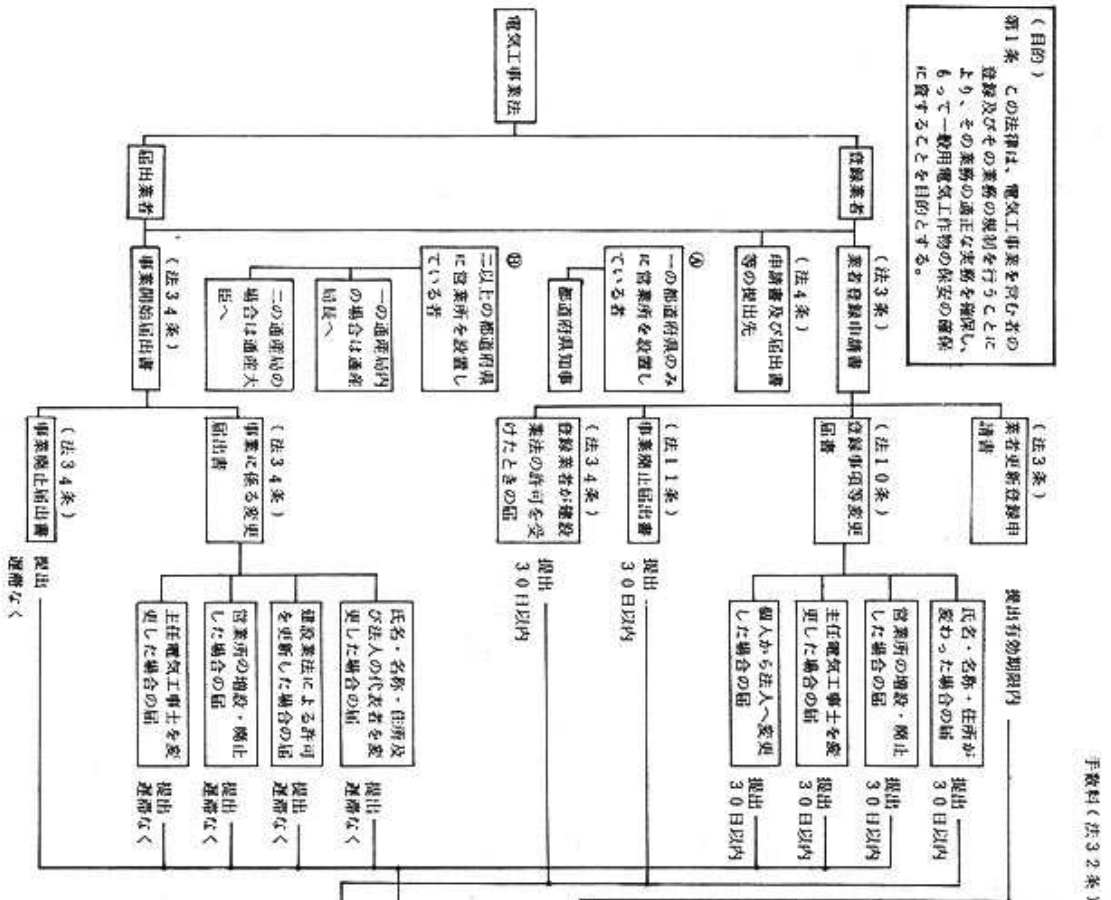 (目的)
第1条 この法律は、電気工事業を営む者の
登録及びその業務の規制を行うことに
より、その業務の適正な実務を確保し、
もって一般用電気工作物の保安の確保
に資することを目的とする。
手数料(法32条)
電気工事業法
登録業者
届出業者
(法3条)
業者登録申請書
(法4条)
申請書及び届出書
等の提出先
Ⓐ
一の都道府県のみ
に営業所を設置し
ている者
都道府県知事
Ⓑ
二以上の都道府県
に営業所を設置し
ている者
一の通産局内
の場合は通産
局長へ
二の通産局の
場合は通産大
臣へ
(法34条)
事業開始届出書
(法3条)
業者更新登録申
請書
提出有効期限内
(法10条)
登録事項等変更
届書
氏名・名称・住所が
変わった場合の届
提出
30日以内
営業所の増設・廃止
した場合の届
提出
30日以内
主任電気工事士を変
更した場合の届
提出
30日以内
個人から法人へ変更
した場合の届
提出
30日以内
(法11条)
事業廃止届出書
提出
30日以内
(法34条)
登録業者が建設
業法の許可を受
けたときの届
提出
30日以内
(法34条)
事業に係る変更
届出書
氏名・名称・住所及
び法人の代表者を変
更した場合の届
提出
遅滞なく
建設業法による許可
を更新した場合の届
提出
遅滞なく
営業所の増設・廃止
した場合の届
提出
遅滞なく
主任電気工事士を変
更した場合の届
提出
遅滞なく
(法34条)
事業廃止届出書
提出
遅滞なく